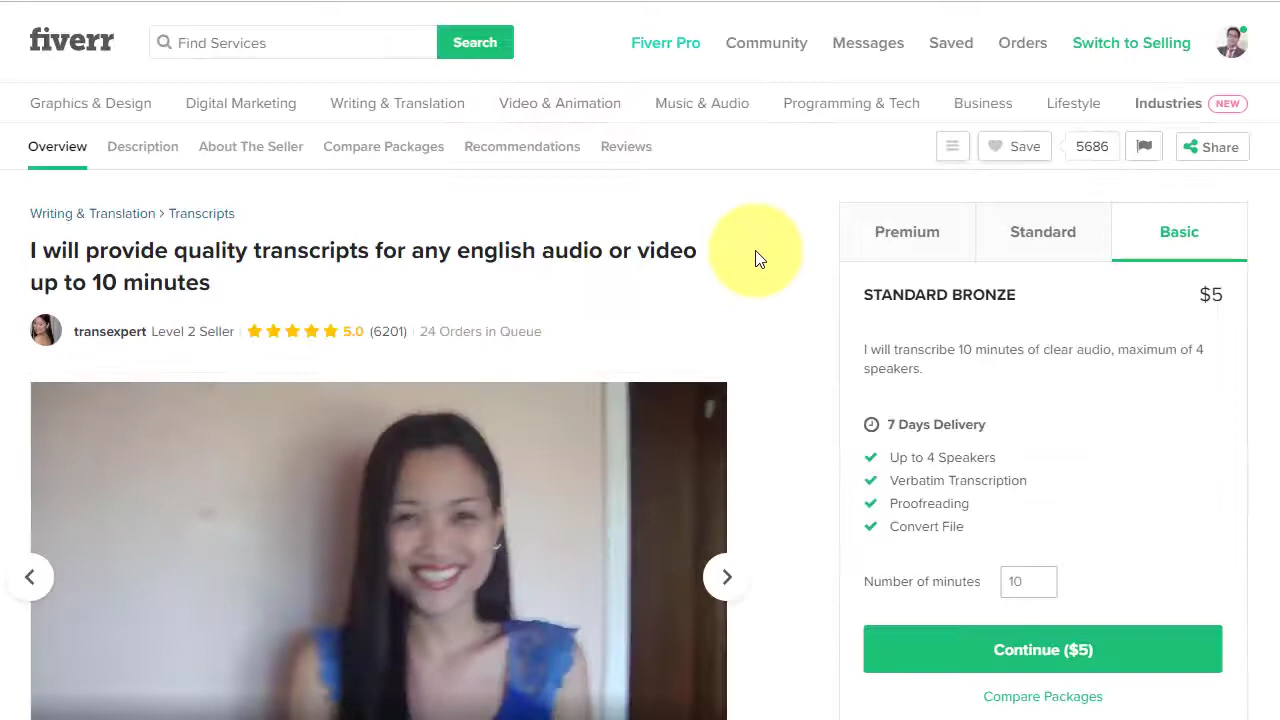 fiverr
Find Services
Search
Fiverr Pro
Community
Messages
Saved
Orders
Switch to Selling
Graphics & Design
Digital Marketing
Writing & Translation
Video & Animation
Music & Audio
Programming & Tech
Business
Lifestyle
Industries NEW
Overview
Description
About The Seller
Compare Packages
Recommendations
Reviews
Save
5686
Share
Writing & Translation > Transcripts
I will provide quality transcripts for any english audio or video
up to 10 minutes
transexpert Level 2 Seller 5.0 (6201) 24 Orders in Queue
Premium
Standard
Basic
STANDARD BRONZE $5
I will transcribe 10 minutes of clear audio, maximum of 4
speakers.
7 Days Delivery
Up to 4 Speakers
Verbatim Transcription
Proofreading
Convert File
Number of minutes 10
Continue ($5)
Compare Packages